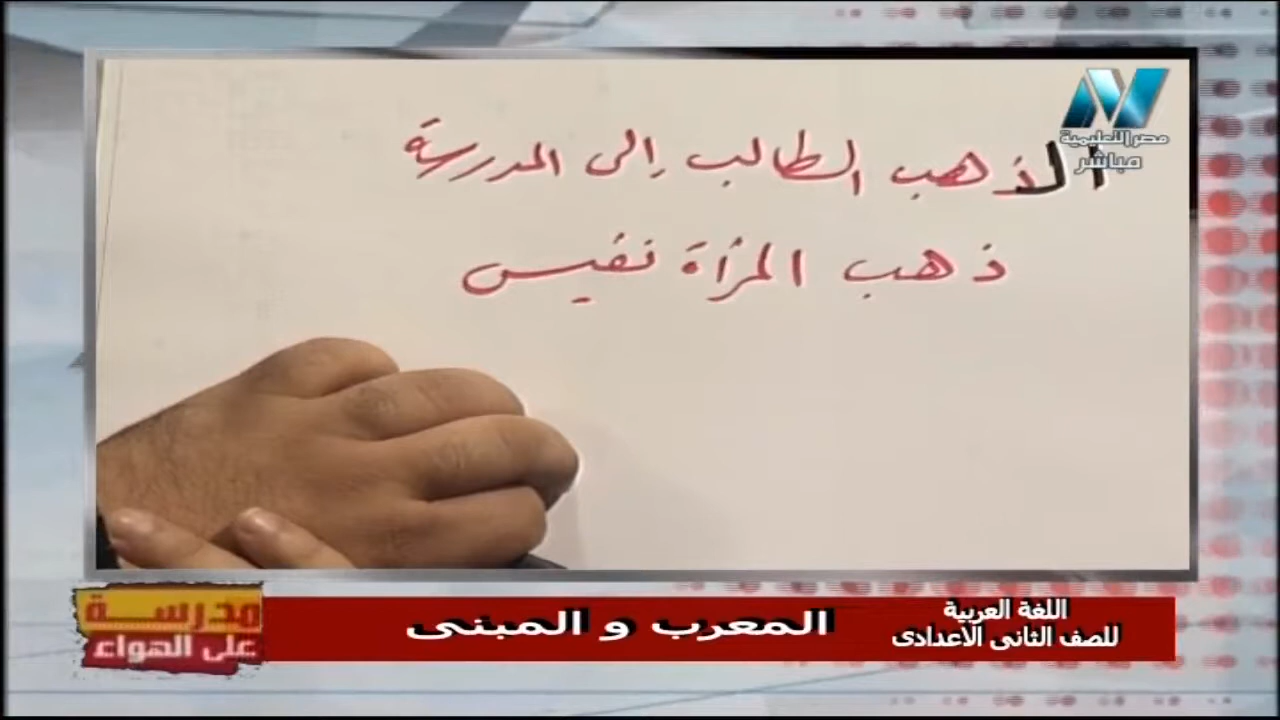 مصر التعليمية
مباشر
الذهب الطالب إلى المدرسة
ذهب المرأة نفيس
اللغة العربية
للصف الثانى الاعدادى
المعرب و المبنى
مدرسة
على الهواء